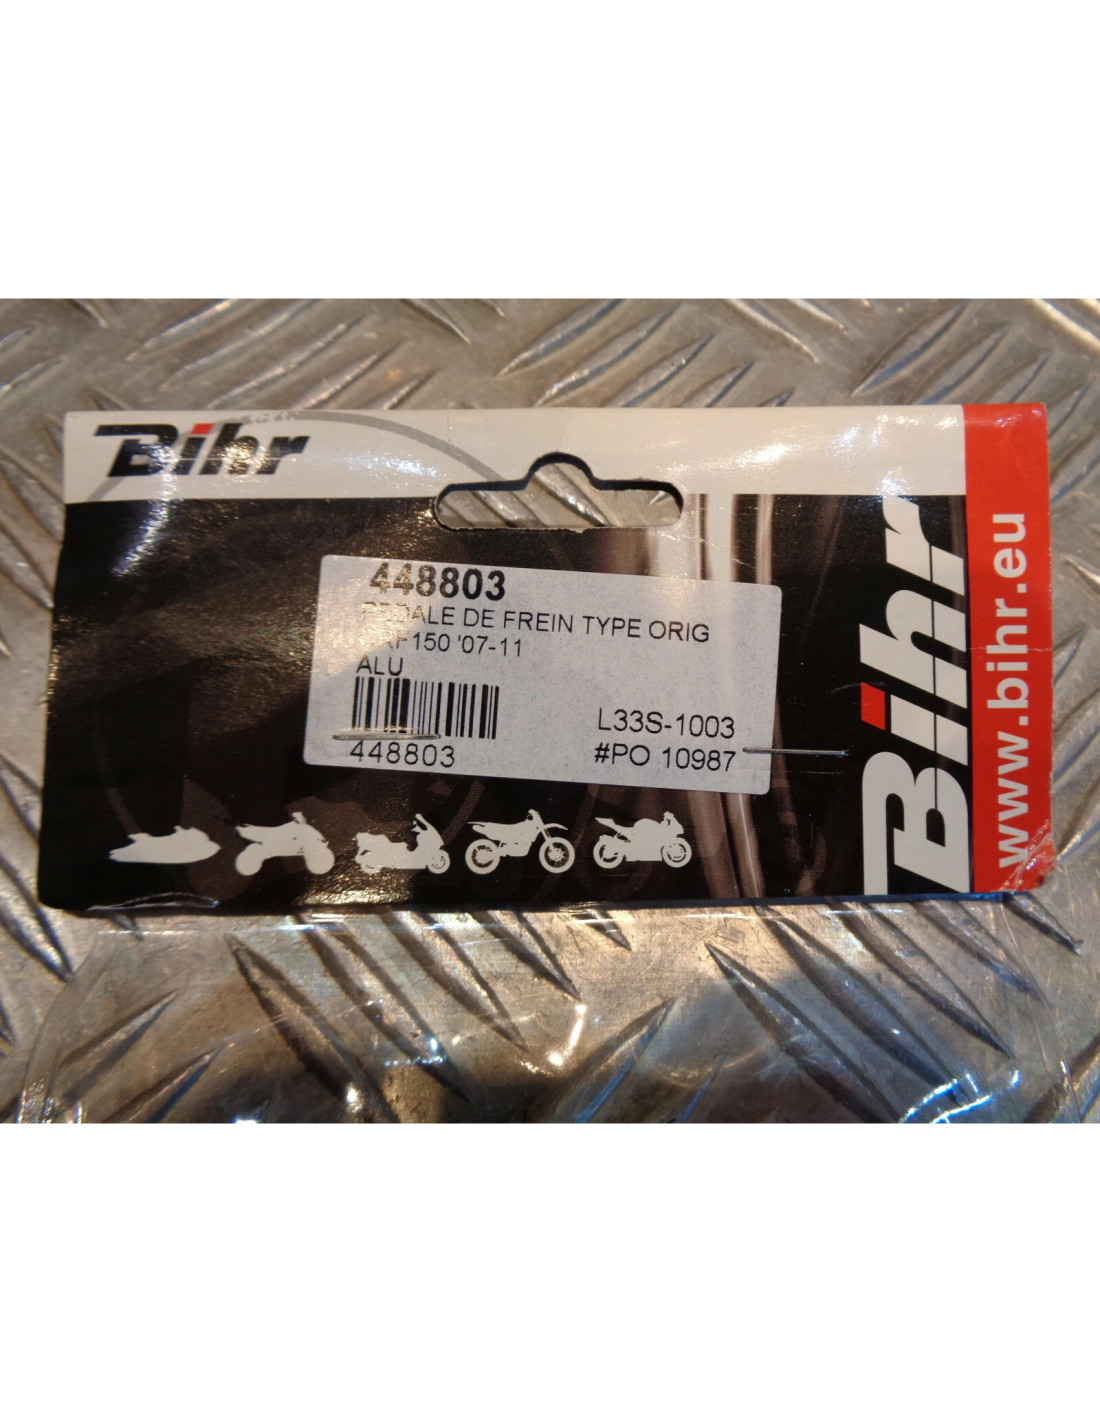 Bihr
448803
PEDALE DE FREIN TYPE ORIG
CRF150 '07-11
ALU
448803
L33S-1003
#PO 10987
Bihr
www.bihr.eu